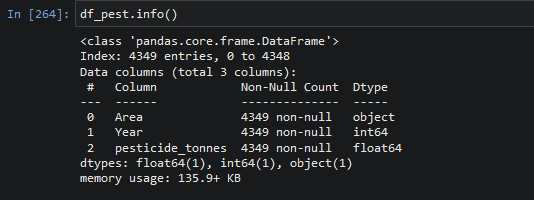 In [264]: df_pest.info()
<class 'pandas.core.frame.DataFrame'>
Index: 4349 entries, 0 to 4348
Data columns (total 3 columns):
 #   Column            Non-Null Count  Dtype
---  ------            --------------  -----
 0   Area              4349 non-null   object
 1   Year              4349 non-null   int64
 2   pesticide_tonnes  4349 non-null   float64
dtypes: float64(1), int64(1), object(1)
memory usage: 135.9+ KB